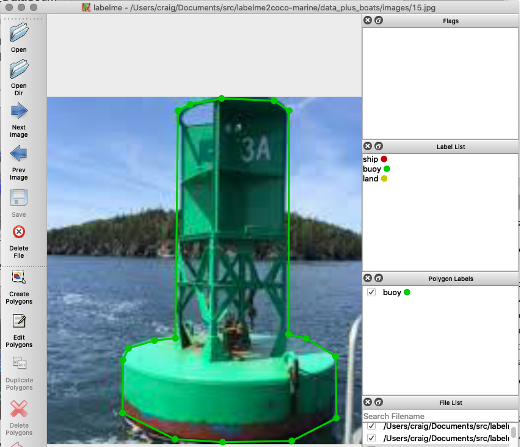 labelme - /Users/craig/Documents/src/labelme2coco-marine/data_plus_boats/images/15.jpg
Open
Open
Dir
Next
Image
Prev
Image
Save
Delete
File
Create
Polygons
Edit
Polygons
Duplicate
Polygons
Delete
Polygons
3A
Flags
Label List
ship
buoy
land
Polygon Labels
buoy
File List
Search Filename
/Users/craig/Documents/src/label
/Users/craig/Documents/src/label